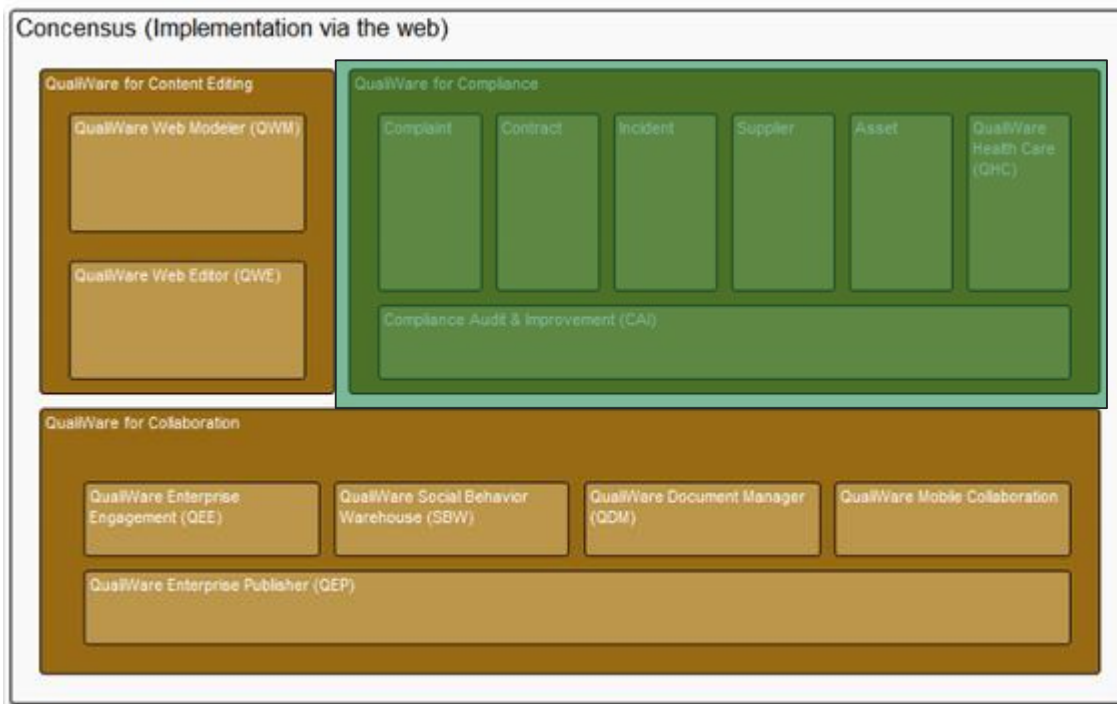 Concensus (Implementation via the web)
QualiWare for Content Editing
QualiWare Web Modeler (QWM)
QualiWare Web Editor (QWE)
QualiWare for Compliance
Complaint
Contract
Incident
Supplier
Asset
QualiWare
Health Care
(QHC)
Compliance Audit & Improvement (CAI)
QualiWare for Collaboration
QualiWare Enterprise
Engagement (QEE)
QualiWare Social Behavior
Warehouse (SBW)
QualiWare Document Manager
(QDM)
QualiWare Mobile Collaboration
QualiWare Enterprise Publisher (QEP)